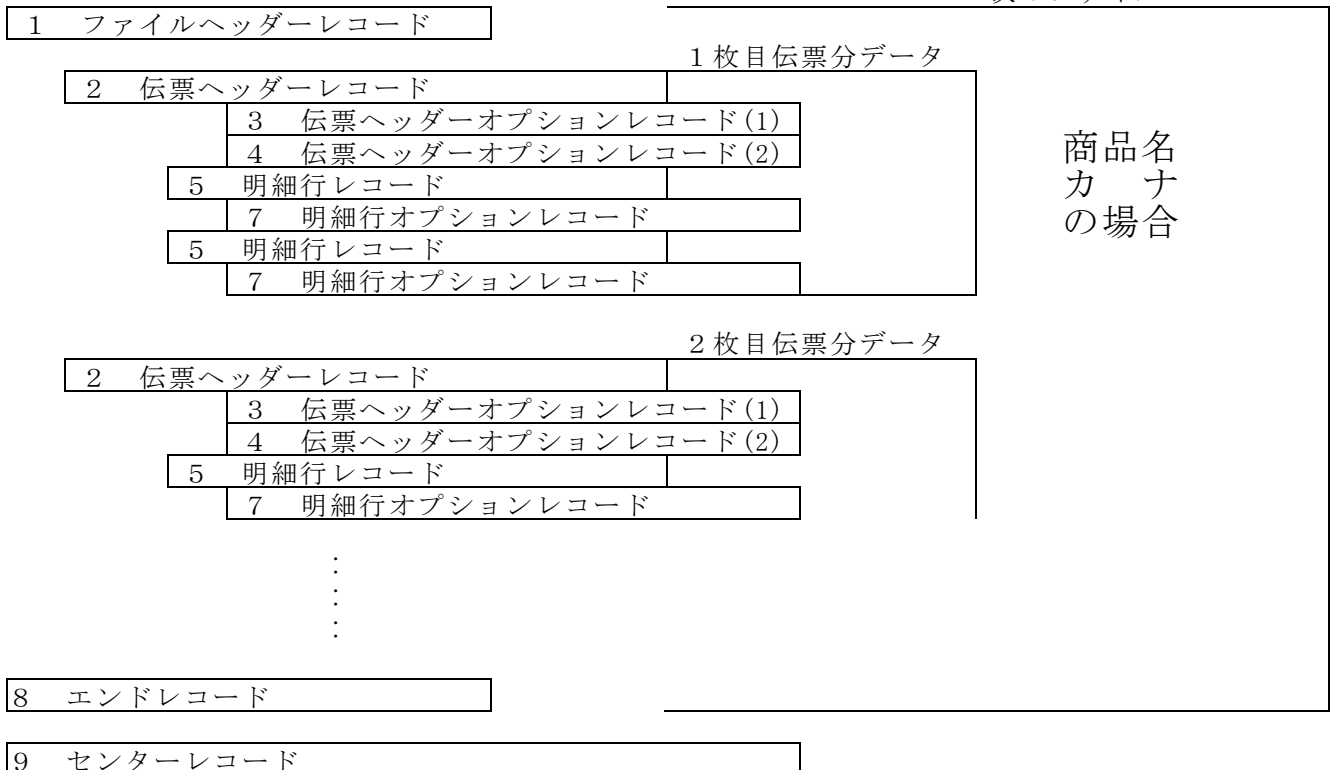 1 ファイルヘッダーレコード
1枚目伝票分データ
2 伝票ヘッダーレコード
3 伝票ヘッダーオプションレコード(1)
4 伝票ヘッダーオプションレコード(2)
5 明細行レコード
7 明細行オプションレコード
5 明細行レコード
7 明細行オプションレコード
商品名
カ ナ
の場合
2枚目伝票分データ
2 伝票ヘッダーレコード
3 伝票ヘッダーオプションレコード(1)
4 伝票ヘッダーオプションレコード(2)
5 明細行レコード
7 明細行オプションレコード
8 エンドレコード
9 センターレコード